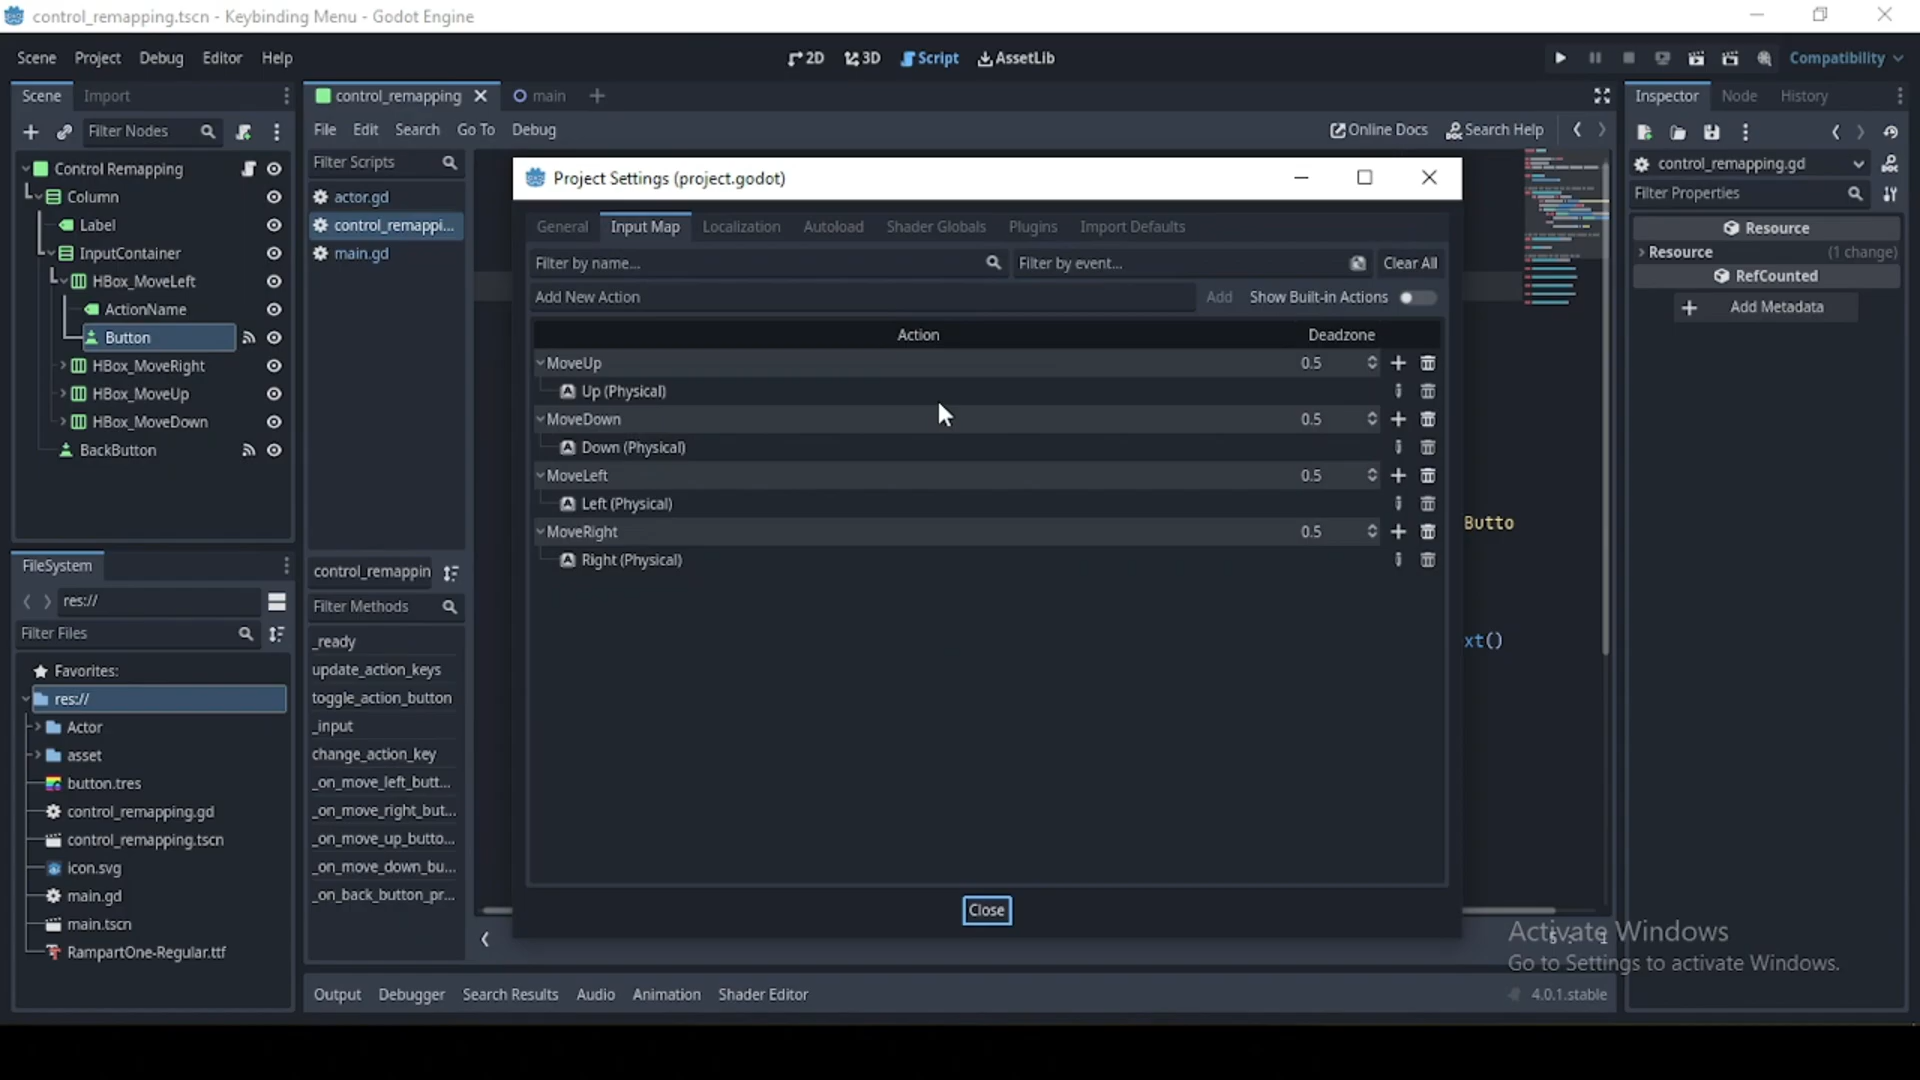 control_remapping.tscn - Keybinding Menu - Godot Engine
Scene Project Debug Editor Help
2D 3D Script AssetLib
Compatibility
Scene Import
control_remapping main
Inspector Node History
Filter Nodes
File Edit Search Go To Debug
Online Docs Search Help
Filter Scripts
control_remapping.gd
Filter Properties
Control Remapping
Column
Label
InputContainer
HBox_MoveLeft
ActionName
Button
HBox_MoveRight
HBox_MoveUp
HBox_MoveDown
BackButton
actor.gd
control_remappi...
main.gd
Project Settings (project.godot)
General Input Map Localization Autoload Shader Globals Plugins Import Defaults
Filter by name... Filter by event... Clear All
Add New Action Add Show Built-in Actions
Action Deadzone
MoveUp 0.5
Up (Physical)
MoveDown 0.5
Down (Physical)
MoveLeft 0.5
Left (Physical)
MoveRight 0.5
Right (Physical)
Close
Butto
xt()
Resource
Resource (1 change)
RefCounted
Add Metadata
FileSystem
res://
Filter Files
Favorites:
res://
Actor
asset
button.tres
control_remapping.gd
control_remapping.tscn
icon.svg
main.gd
main.tscn
RampartOne-Regular.ttf
control_remappin
Filter Methods
_ready
update_action_keys
toggle_action_button
_input
change_action_key
_on_move_left_butt...
_on_move_right_but...
_on_move_up_butto...
_on_move_down_bu...
_on_back_button_pr...
5 : 1
Activate Windows
Go to Settings to activate Windows.
Output Debugger Search Results Audio Animation Shader Editor
4.0.1.stable